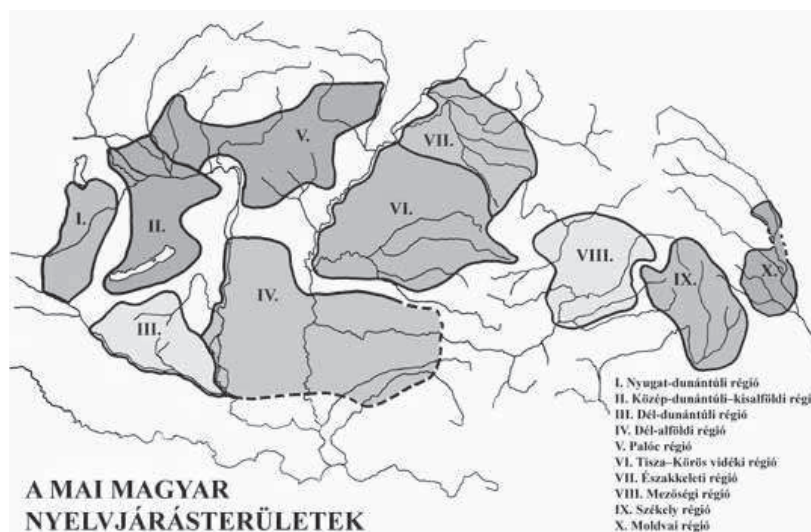 V.
VII.
I.
VI.
II.
VIII.
IX.
X.
IV.
III.
I. Nyugat-dunántúli régió
II. Közép-dunántúli–kisalföldi régi
III. Dél-dunántúli régió
IV. Dél-alföldi régió
V. Palóc régió
VI. Tisza–Körös vidéki régió
VII. Északkeleti régió
VIII. Mezőségi régió
IX. Székely régió
X. Moldvai régió
A MAI MAGYAR
NYELVJÁRÁSTERÜLETEK